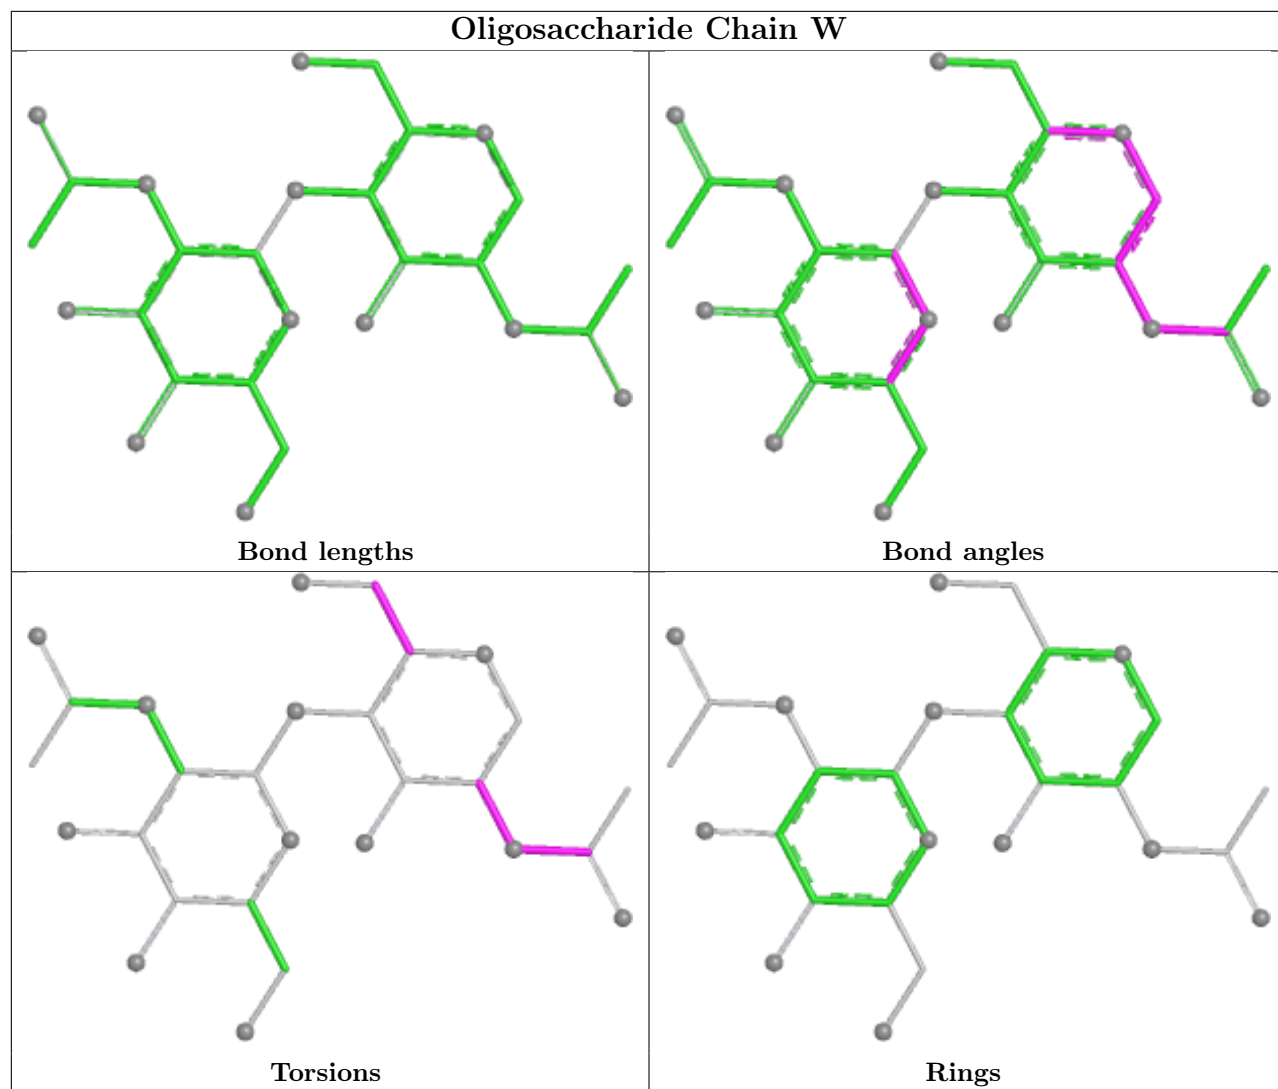 Oligosaccharide Chain W
Bond lengths
Bond angles
Torsions
Rings